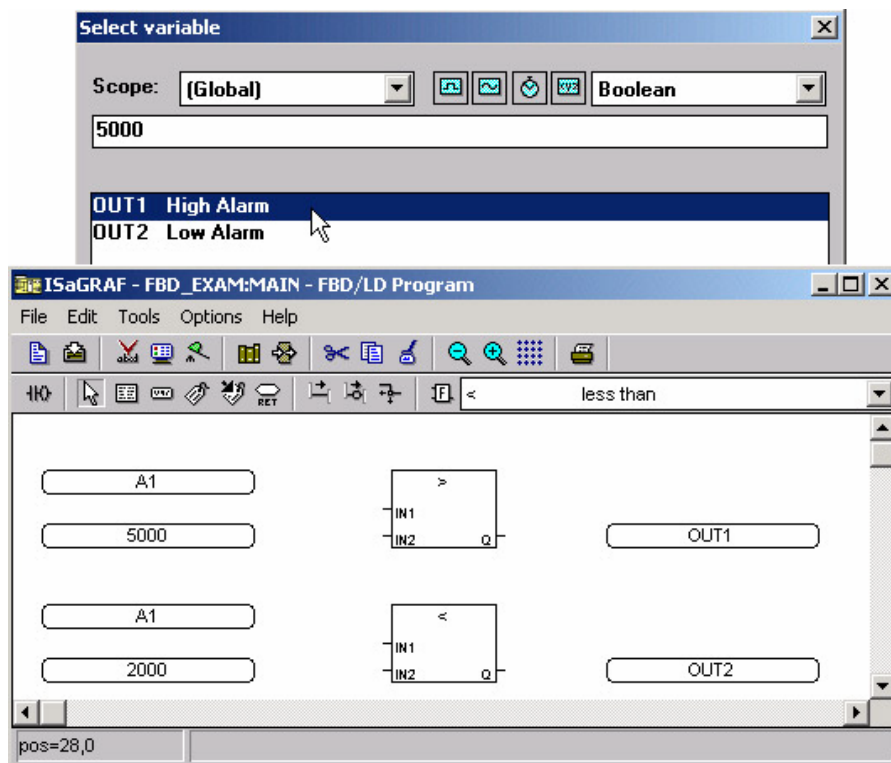 Select variable
Scope: (Global) xyz Boolean
5000
OUT1 High Alarm
OUT2 Low Alarm
ISaGRAF - FBD_EXAM:MAIN - FBD/LD Program
File Edit Tools Options Help
RET F < less than
A1 >
IN1
5000 IN2 Q OUT1
A1 <
IN1
2000 IN2 Q OUT2
pos=28,0